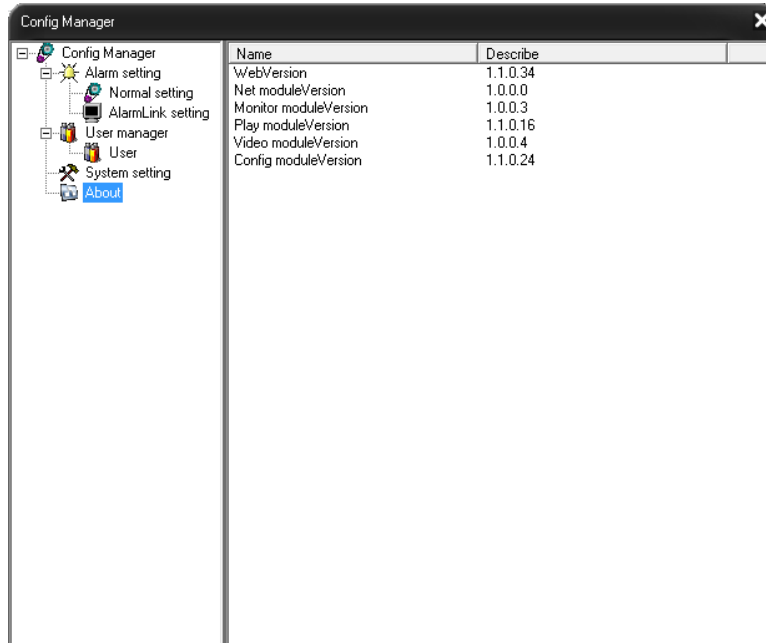 Config Manager
Config Manager
Alarm setting
Normal setting
AlarmLink setting
User manager
User
System setting
About
Name Describe
WebVersion 1.1.0.34
Net moduleVersion 1.0.0.0
Monitor moduleVersion 1.0.0.3
Play moduleVersion 1.1.0.16
Video moduleVersion 1.0.0.4
Config moduleVersion 1.1.0.24